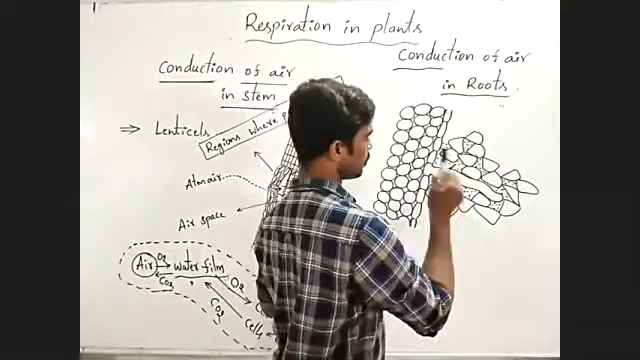 Respiration in plants
Conduction of air
in stem
Conduction of air
in Roots.
⇒ Lenticels
Regions where
Atm air
Air space
Air
O2
CO2
water film
O2
CO2
Cells